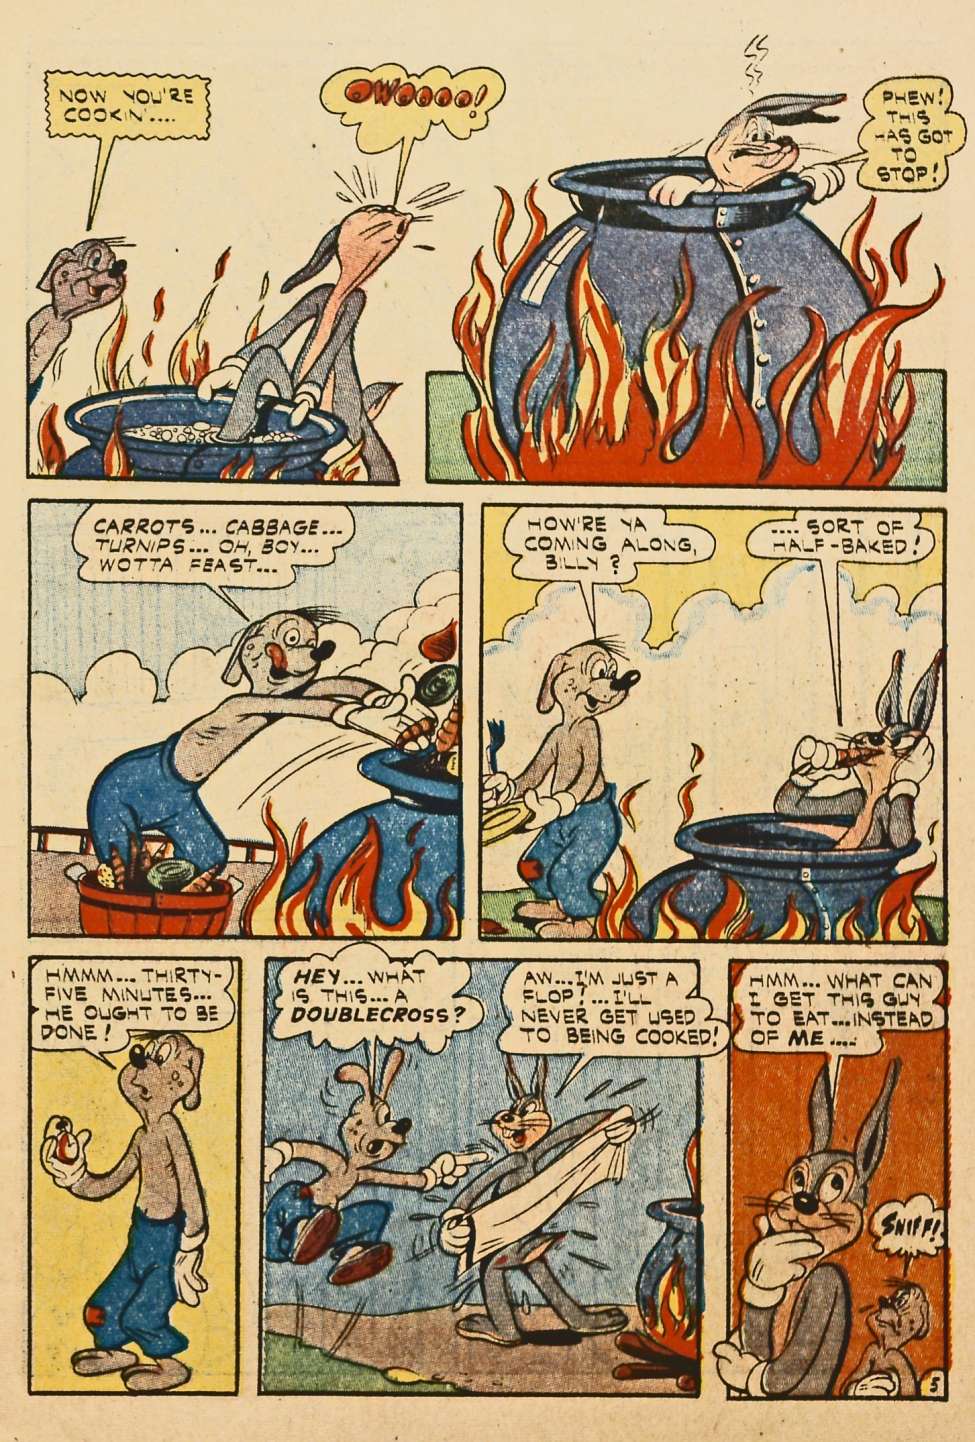 NOW YOU'RE
COOKIN'....
OWOOOO!
PHEW!
THIS
HAS GOT
TO
STOP!
CARROTS... CABBAGE...
TURNIPS... OH, BOY...
WOTTA FEAST...
HOW'RE YA
COMING ALONG,
BILLY?
.... SORT OF
HALF-BAKED!
HMMM... THIRTY-
FIVE MINUTES...
HE OUGHT TO BE
DONE!
HEY... WHAT
IS THIS... A
DOUBLECROSS?
AW...I'M JUST A
FLOP!...I'LL
NEVER GET USED
TO BEING COOKED!
HMM...WHAT CAN
I GET THIS GUY
TO EAT...INSTEAD
OF ME....
SNIFF!
5